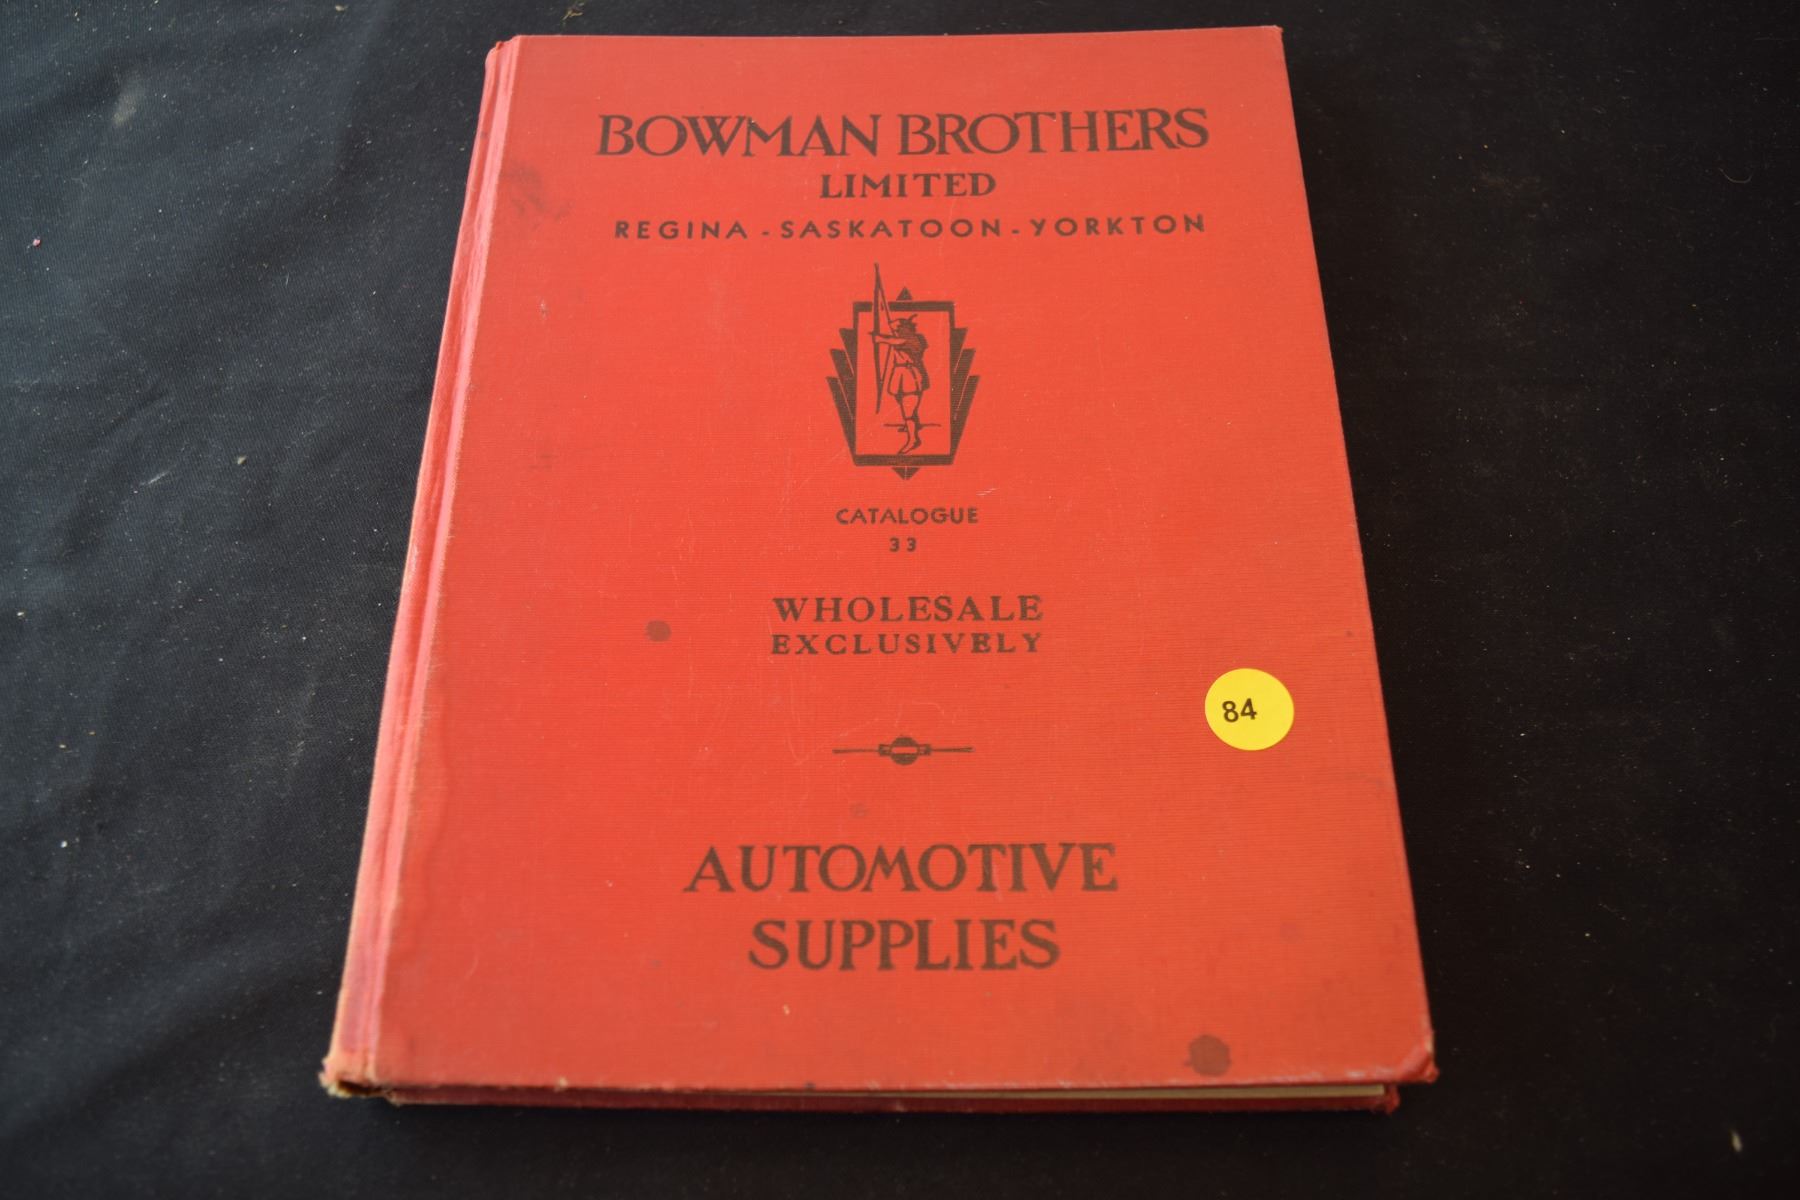 BOWMAN BROTHERS
LIMITED
REGINA - SASKATOON - YORKTON
CATALOGUE
33
WHOLESALE
EXCLUSIVELY
84
AUTOMOTIVE
SUPPLIES